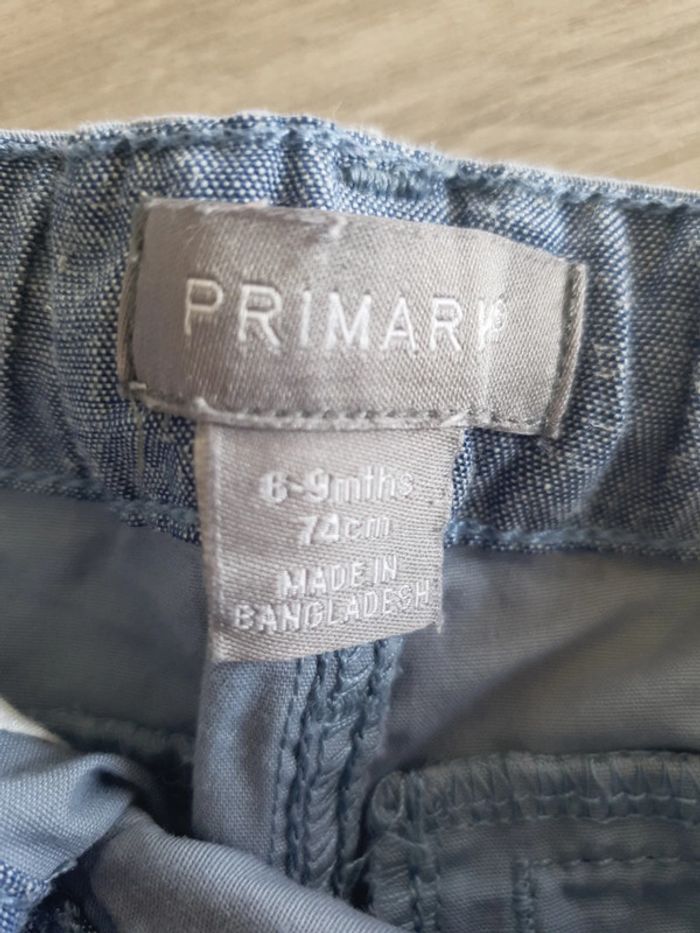 PRIMARK
6-9mths
74cm
MADE IN
BANGLADESH